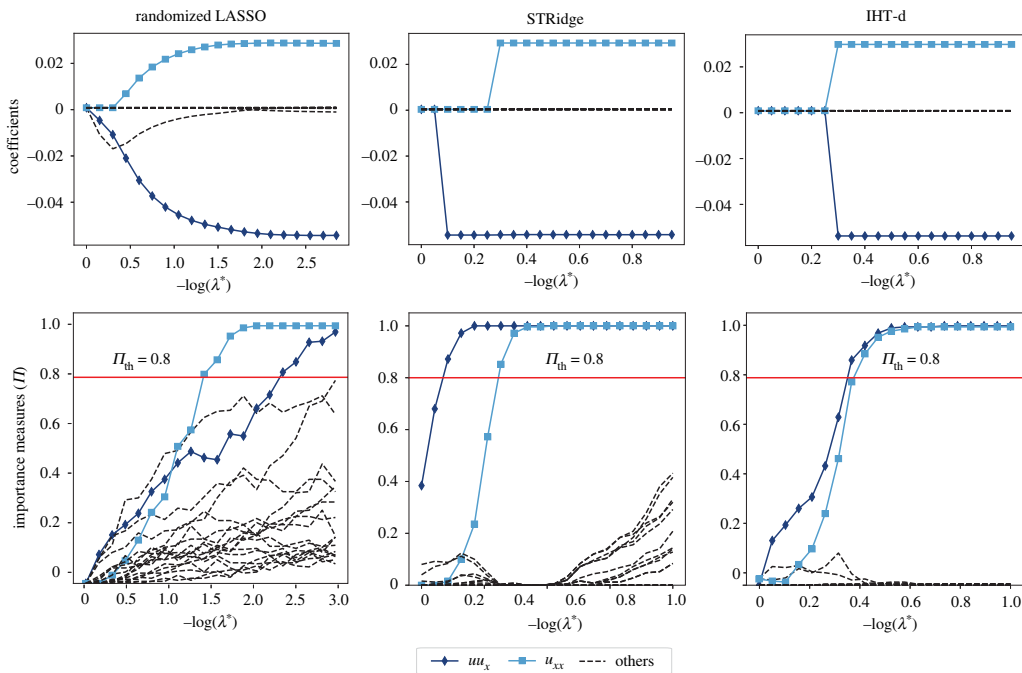 randomized LASSO
STRidge
IHT-d
coefficients
0.02
0
−0.02
−0.04
0 0.5 1.0 1.5 2.0 2.5
−log(λ*)
0.02
0
−0.02
−0.04
0 0.2 0.4 0.6 0.8
−log(λ*)
0.02
0
−0.02
−0.04
0 0.2 0.4 0.6 0.8
−log(λ*)
importance measures (Π)
1.0
0.8
0.6
0.4
0.2
0
Πth = 0.8
0 0.5 0.5 1.5 2.0 2.5 3.0
−log(λ*)
1.0
0.8
0.6
0.4
0.2
0
Πth = 0.8
0 0.2 0.4 0.6 0.8 1.0
−log(λ*)
1.0
0.8
0.6
0.4
0.2
0
Πth = 0.8
0 0.2 0.4 0.6 0.8 1.0
−log(λ*)
uux uxx others